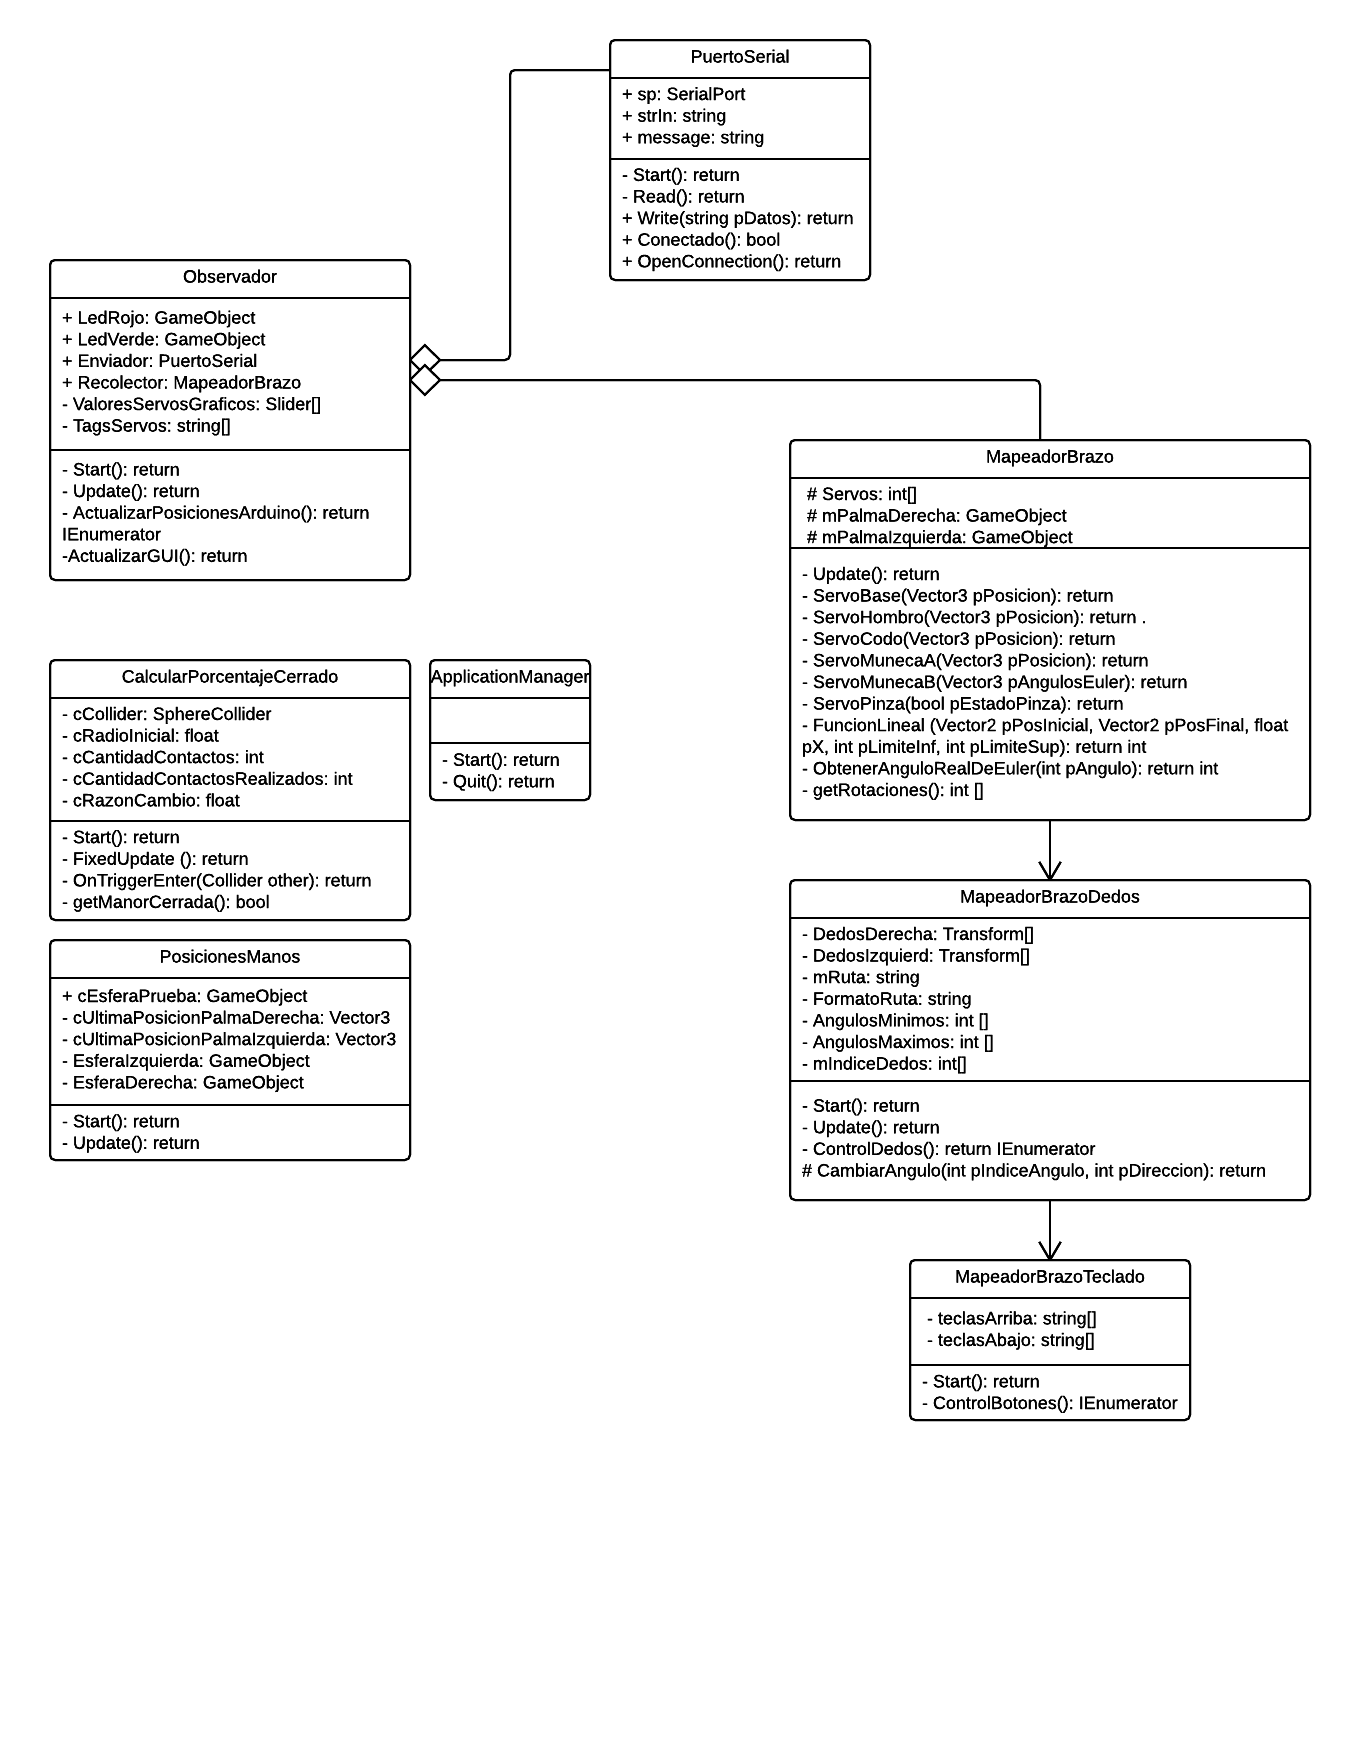 PuertoSerial
+ sp: SerialPort
+ strIn: string
+ message: string
- Start(): return
- Read(): return
+ Write(string pDatos): return
+ Conectado(): bool
+ OpenConnection(): return
Observador
+ LedRojo: GameObject
+ LedVerde: GameObject
+ Enviador: PuertoSerial
+ Recolector: MapeadorBrazo
- ValoresServosGraficos: Slider[]
- TagsServos: string[]
- Start(): return
- Update(): return
- ActualizarPosicionesArduino(): return
IEnumerator
-ActualizarGUI(): return
MapeadorBrazo
# Servos: int[]
# mPalmaDerecha: GameObject
# mPalmaIzquierda: GameObject
- Update(): return
- ServoBase(Vector3 pPosicion): return
- ServoHombro(Vector3 pPosicion): return .
- ServoCodo(Vector3 pPosicion): return
- ServoMunecaA(Vector3 pPosicion): return
- ServoMunecaB(Vector3 pAngulosEuler): return
- ServoPinza(bool pEstadoPinza): return
- FuncionLineal (Vector2 pPosInicial, Vector2 pPosFinal, float
pX, int pLimiteInf, int pLimiteSup): return int
- ObtenerAnguloRealDeEuler(int pAngulo): return int
- getRotaciones(): int []
CalcularPorcentajeCerrado
- cCollider: SphereCollider
- cRadioInicial: float
- cCantidadContactos: int
- cCantidadContactosRealizados: int
- cRazonCambio: float
- Start(): return
- FixedUpdate (): return
- OnTriggerEnter(Collider other): return
- getManorCerrada(): bool
ApplicationManager
- Start(): return
- Quit(): return
PosicionesManos
+ cEsferaPrueba: GameObject
- cUltimaPosicionPalmaDerecha: Vector3
- cUltimaPosicionPalmaIzquierda: Vector3
- EsferaIzquierda: GameObject
- EsferaDerecha: GameObject
- Start(): return
- Update(): return
MapeadorBrazoDedos
- DedosDerecha: Transform[]
- DedosIzquierd: Transform[]
- mRuta: string
- FormatoRuta: string
- AngulosMinimos: int []
- AngulosMaximos: int []
- mIndiceDedos: int[]
- Start(): return
- Update(): return
- ControlDedos(): return IEnumerator
# CambiarAngulo(int pIndiceAngulo, int pDireccion): return
MapeadorBrazoTeclado
- teclasArriba: string[]
- teclasAbajo: string[]
- Start(): return
- ControlBotones(): IEnumerator